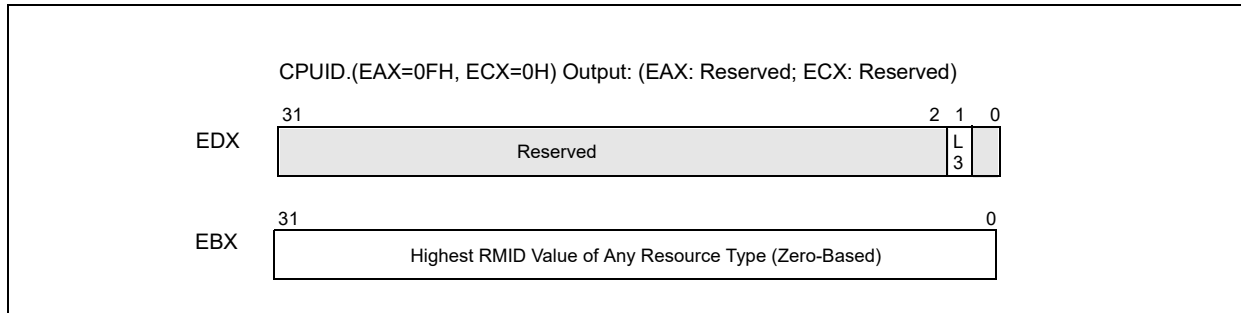 CPUID.(EAX=0FH, ECX=0H) Output: (EAX: Reserved; ECX: Reserved)
31 2 1 0
EDX Reserved L
3
31 0
EBX Highest RMID Value of Any Resource Type (Zero-Based)